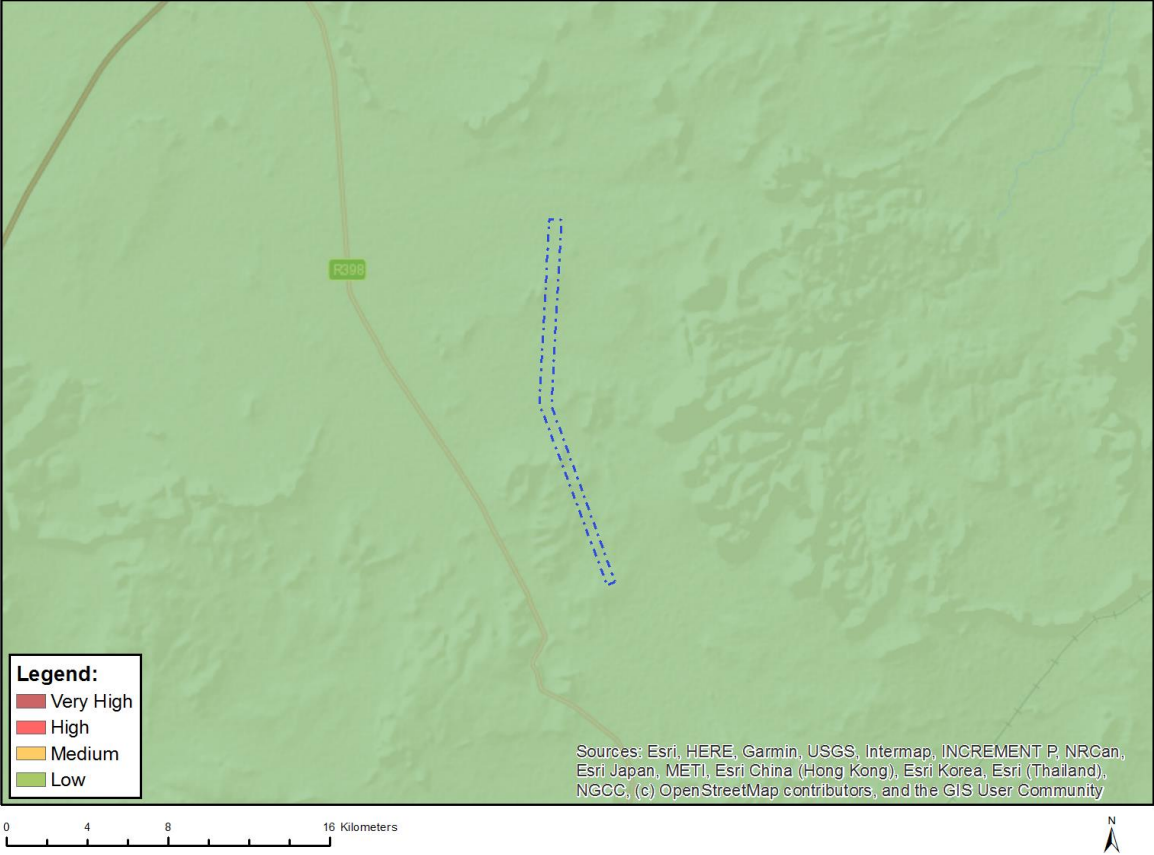 R398
Legend:
Very High
High
Medium
Low
Sources: Esri, HERE, Garmin, USGS, Intermap, INCREMENT P, NRCan,
Esri Japan, METI, Esri China (Hong Kong), Esri Korea, Esri (Thailand),
NGCC, (c) OpenStreetMap contributors, and the GIS User Community
0 4 8 16 Kilometers
N